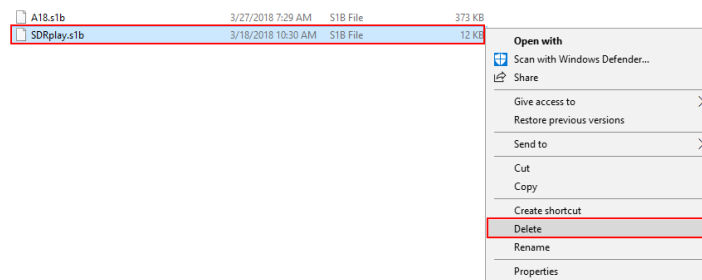 A18.s1b 3/27/2018 7:29 AM S1B File 373 KB
SDRplay.s1b 3/18/2018 10:30 AM S1B File 12 KB
Open with
Scan with Windows Defender...
Share
Give access to
Restore previous versions
Send to
Cut
Copy
Create shortcut
Delete
Rename
Properties